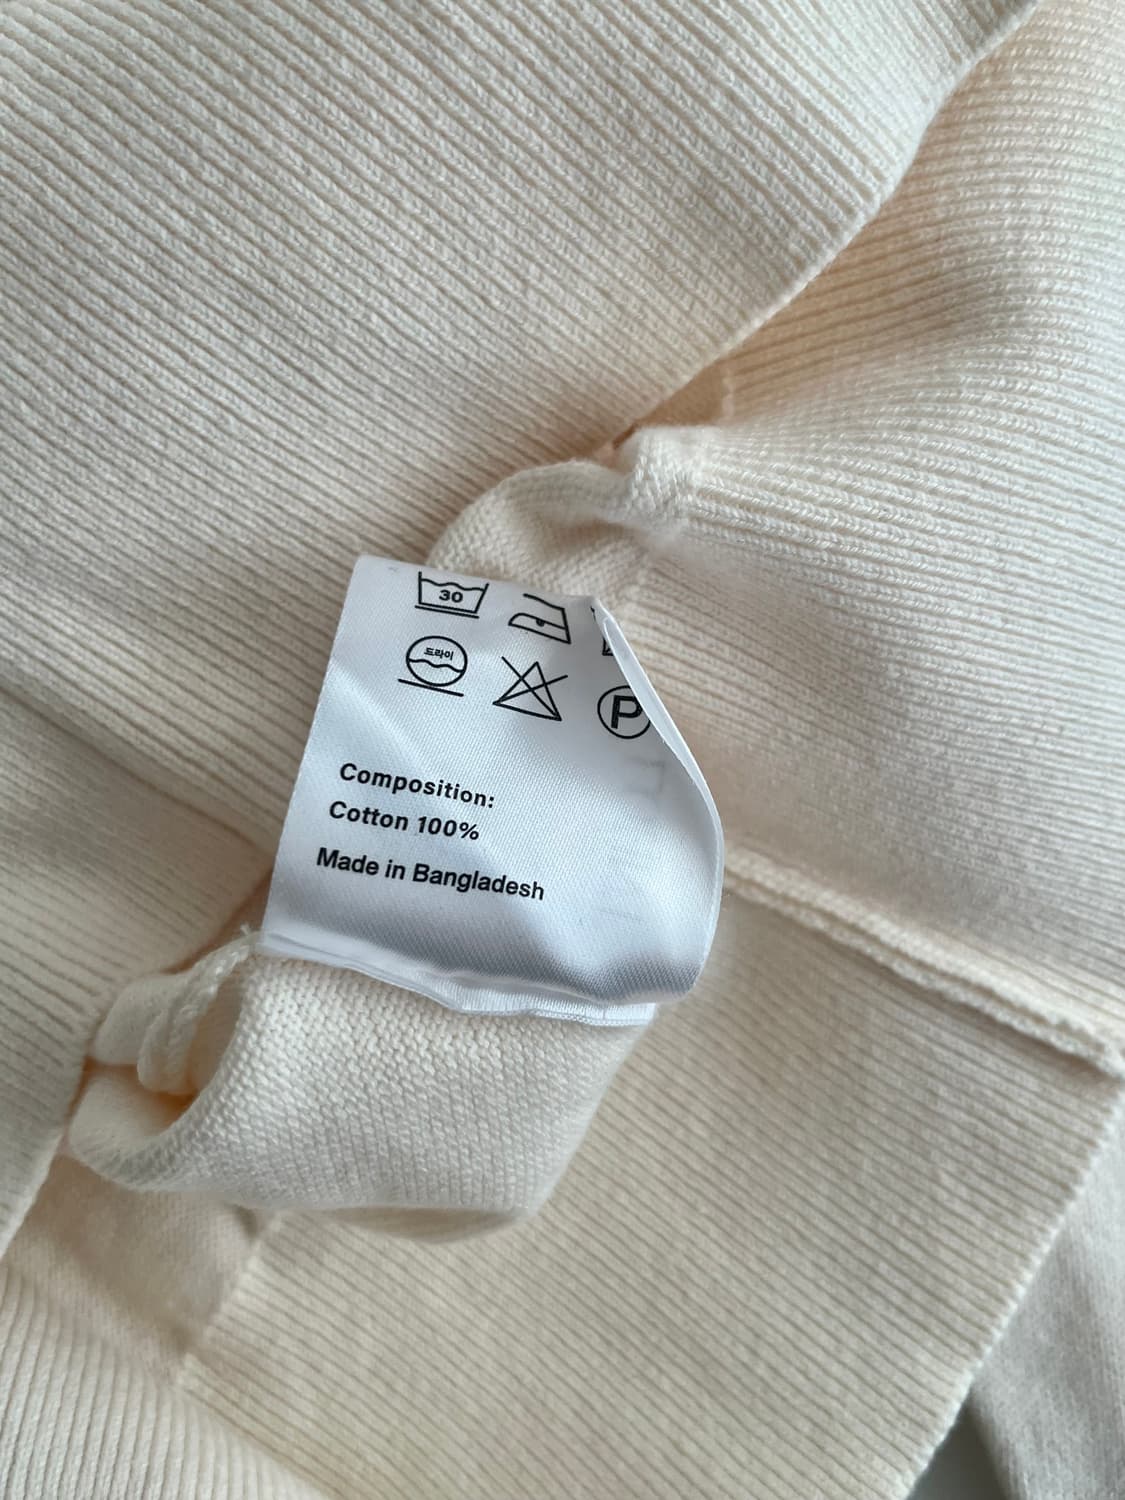 30
드라이
P
Composition:
Cotton 100%
Made in Bangladesh